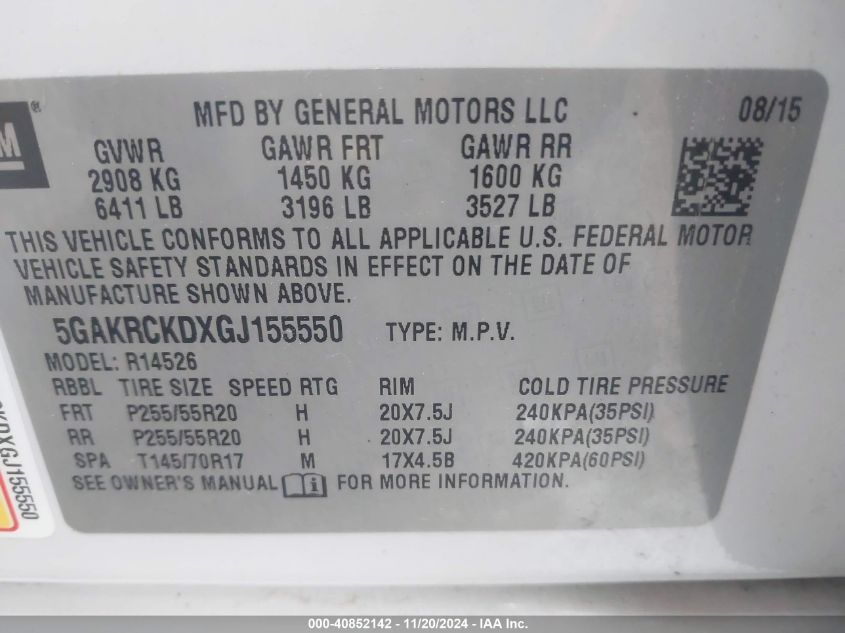 M ®
MFD BY GENERAL MOTORS LLC 08/15
GVWR GAWR FRT GAWR RR
2908 KG 1450 KG 1600 KG
6411 LB 3196 LB 3527 LB
THIS VEHICLE CONFORMS TO ALL APPLICABLE U.S. FEDERAL MOTOR
VEHICLE SAFETY STANDARDS IN EFFECT ON THE DATE OF
MANUFACTURE SHOWN ABOVE.
5GAKRCKDXGJ155550 TYPE: M.P.V.
MODEL: R14526
RBBL TIRE SIZE SPEED RTG RIM COLD TIRE PRESSURE
FRT P255/55R20 H 20X7.5J 240KPA(35PSI)
RR P255/55R20 H 20X7.5J 240KPA(35PSI)
SPA T145/70R17 M 17X4.5B 420KPA(60PSI)
SEE OWNER'S MANUAL i FOR MORE INFORMATION.
CKDXGJ155550
000-40852142 - 11/20/2024 - IAA Inc.